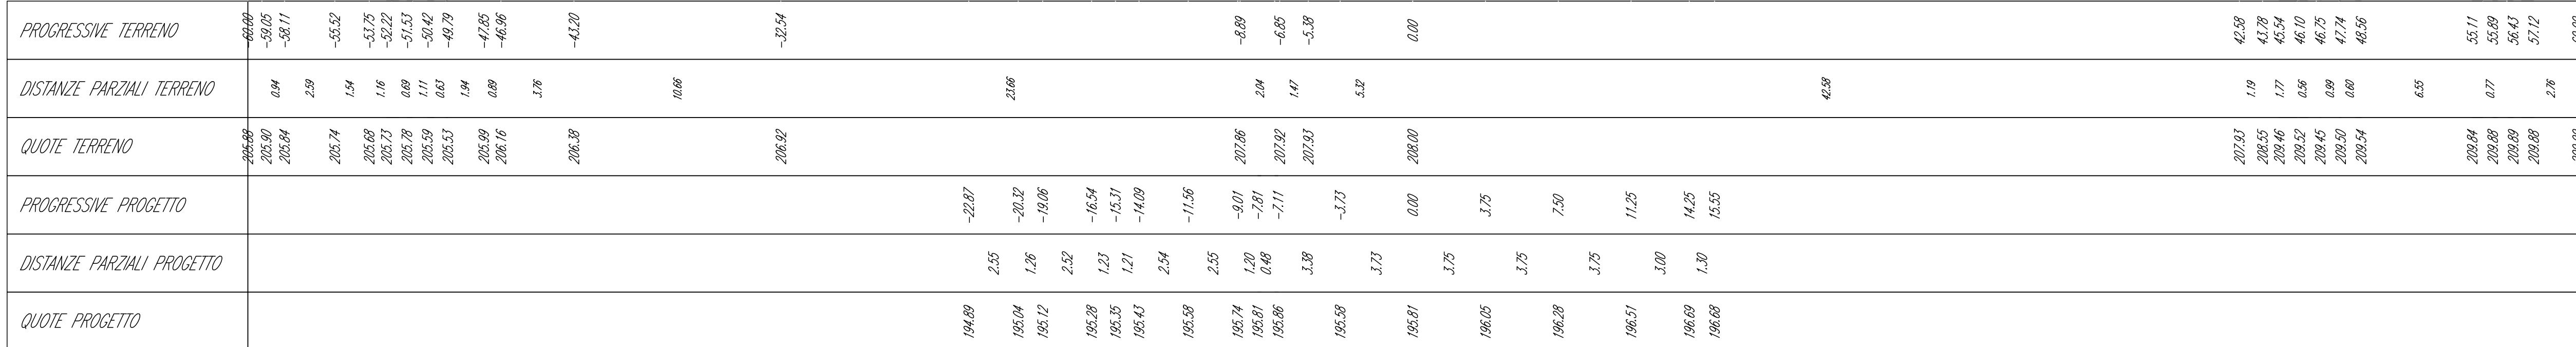 PROGRESSIVE TERRENO -60.00 -59.05 -58.11 -55.52 -53.75 -52.22 -51.53 -50.42 -49.79 -47.85 -46.96 -43.20 -32.54 -8.89 -6.85 -5.38 0.00 42.58 43.78 45.54 46.10 46.75 47.74 48.56 55.11 55.89 56.43 57.12
DISTANZE PARZIALI TERRENO 0.94 2.59 1.54 1.16 0.69 1.11 0.63 1.94 0.89 3.76 10.66 23.66 2.04 1.47 5.32 42.58 1.19 1.77 0.56 0.99 0.60 6.55 0.77 2.76
QUOTE TERRENO 205.88 205.90 205.84 205.74 205.68 205.73 205.78 205.59 205.53 205.99 206.16 206.38 206.92 207.86 207.92 207.93 208.00 207.93 208.55 209.46 209.52 209.45 209.50 209.54 209.84 209.88 209.89 209.88
PROGRESSIVE PROGETTO -22.87 -20.32 -19.06 -16.54 -15.31 -14.09 -11.56 -9.01 -7.81 -7.11 -3.73 0.00 3.75 7.50 11.25 14.25 15.55
DISTANZE PARZIALI PROGETTO 2.55 1.26 2.52 1.23 1.21 2.54 2.55 1.20 0.48 3.38 3.73 3.75 3.75 3.75 3.00 1.30
QUOTE PROGETTO 194.89 195.04 195.12 195.28 195.35 195.43 195.58 195.74 195.81 195.86 195.58 195.81 196.05 196.28 196.51 196.69 196.68